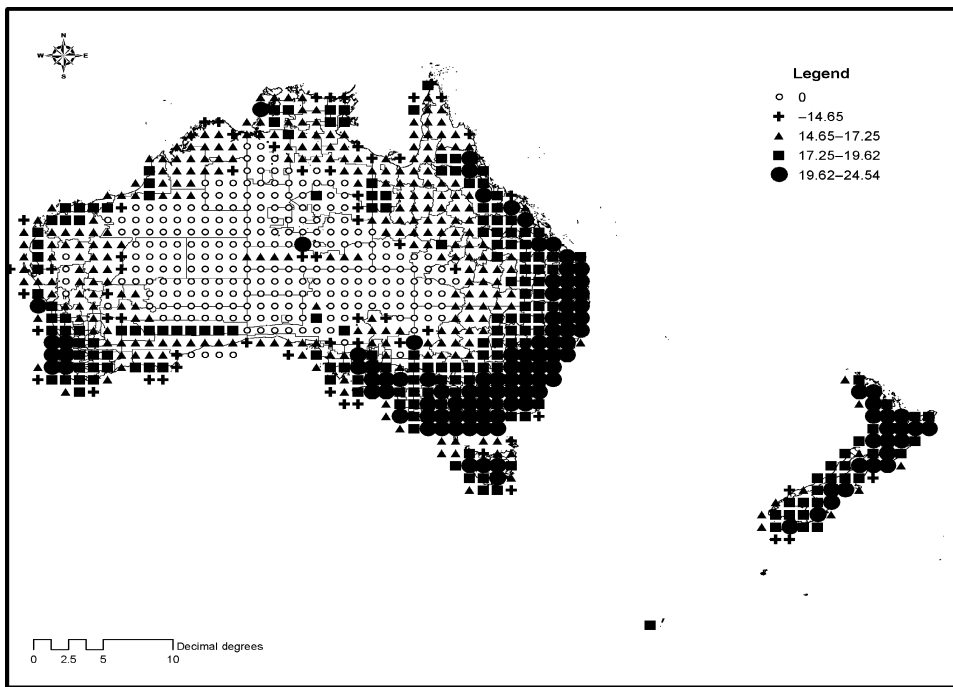 N
W E
S
Legend
0
–14.65
14.65–17.25
17.25–19.62
19.62–24.54
Decimal degrees
0 2.5 5 10